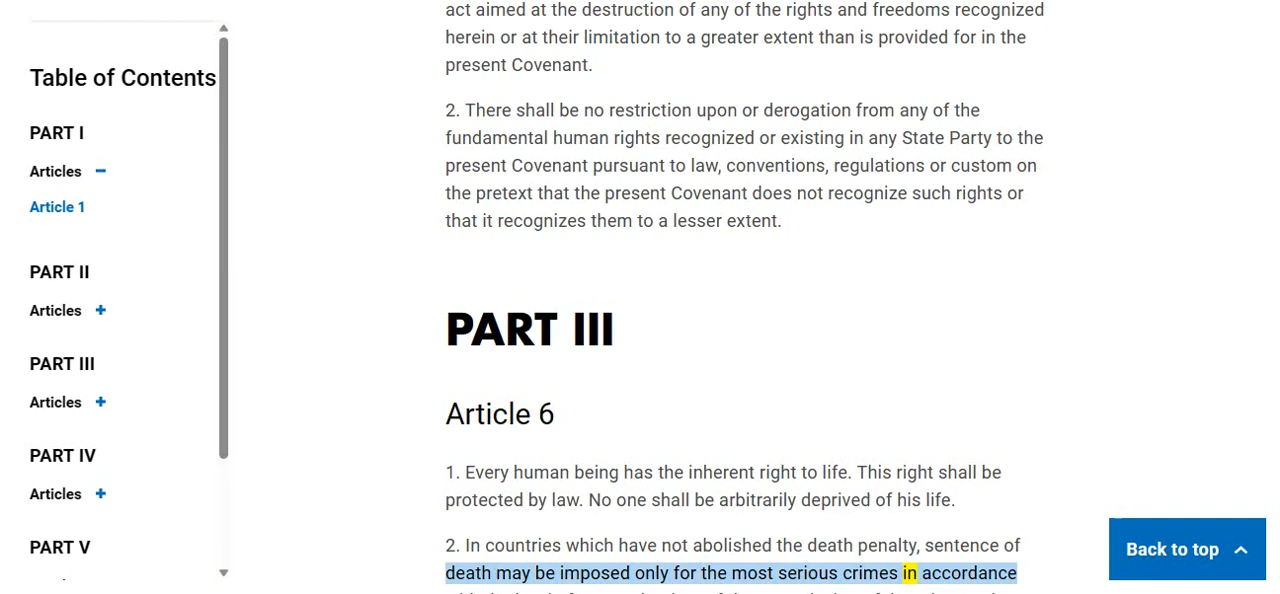 Table of Contents
PART I
Articles
Article 1
PART II
Articles
PART III
Articles
PART IV
Articles
PART V
act aimed at the destruction of any of the rights and freedoms recognized
herein or at their limitation to a greater extent than is provided for in the
present Covenant.
2. There shall be no restriction upon or derogation from any of the
fundamental human rights recognized or existing in any State Party to the
present Covenant pursuant to law, conventions, regulations or custom on
the pretext that the present Covenant does not recognize such rights or
that it recognizes them to a lesser extent.
PART III
Article 6
1. Every human being has the inherent right to life. This right shall be
protected by law. No one shall be arbitrarily deprived of his life.
2. In countries which have not abolished the death penalty, sentence of
death may be imposed only for the most serious crimes in accordance
Back to top